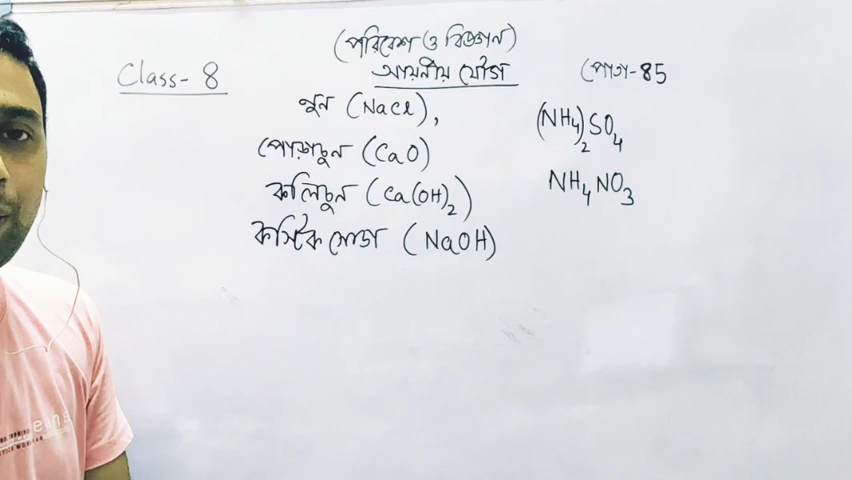 (পরিবেশ ও বিজ্ঞান)
Class- 8
আয়নীয় যৌগ
(পাতা-85
নুন (NaCl),
পোড়াচুন (CaO)
কলিচুন (Ca(OH)₂)
কস্টিক সোডা (NaOH)
(NH₄)₂SO₄
NH₄NO₃